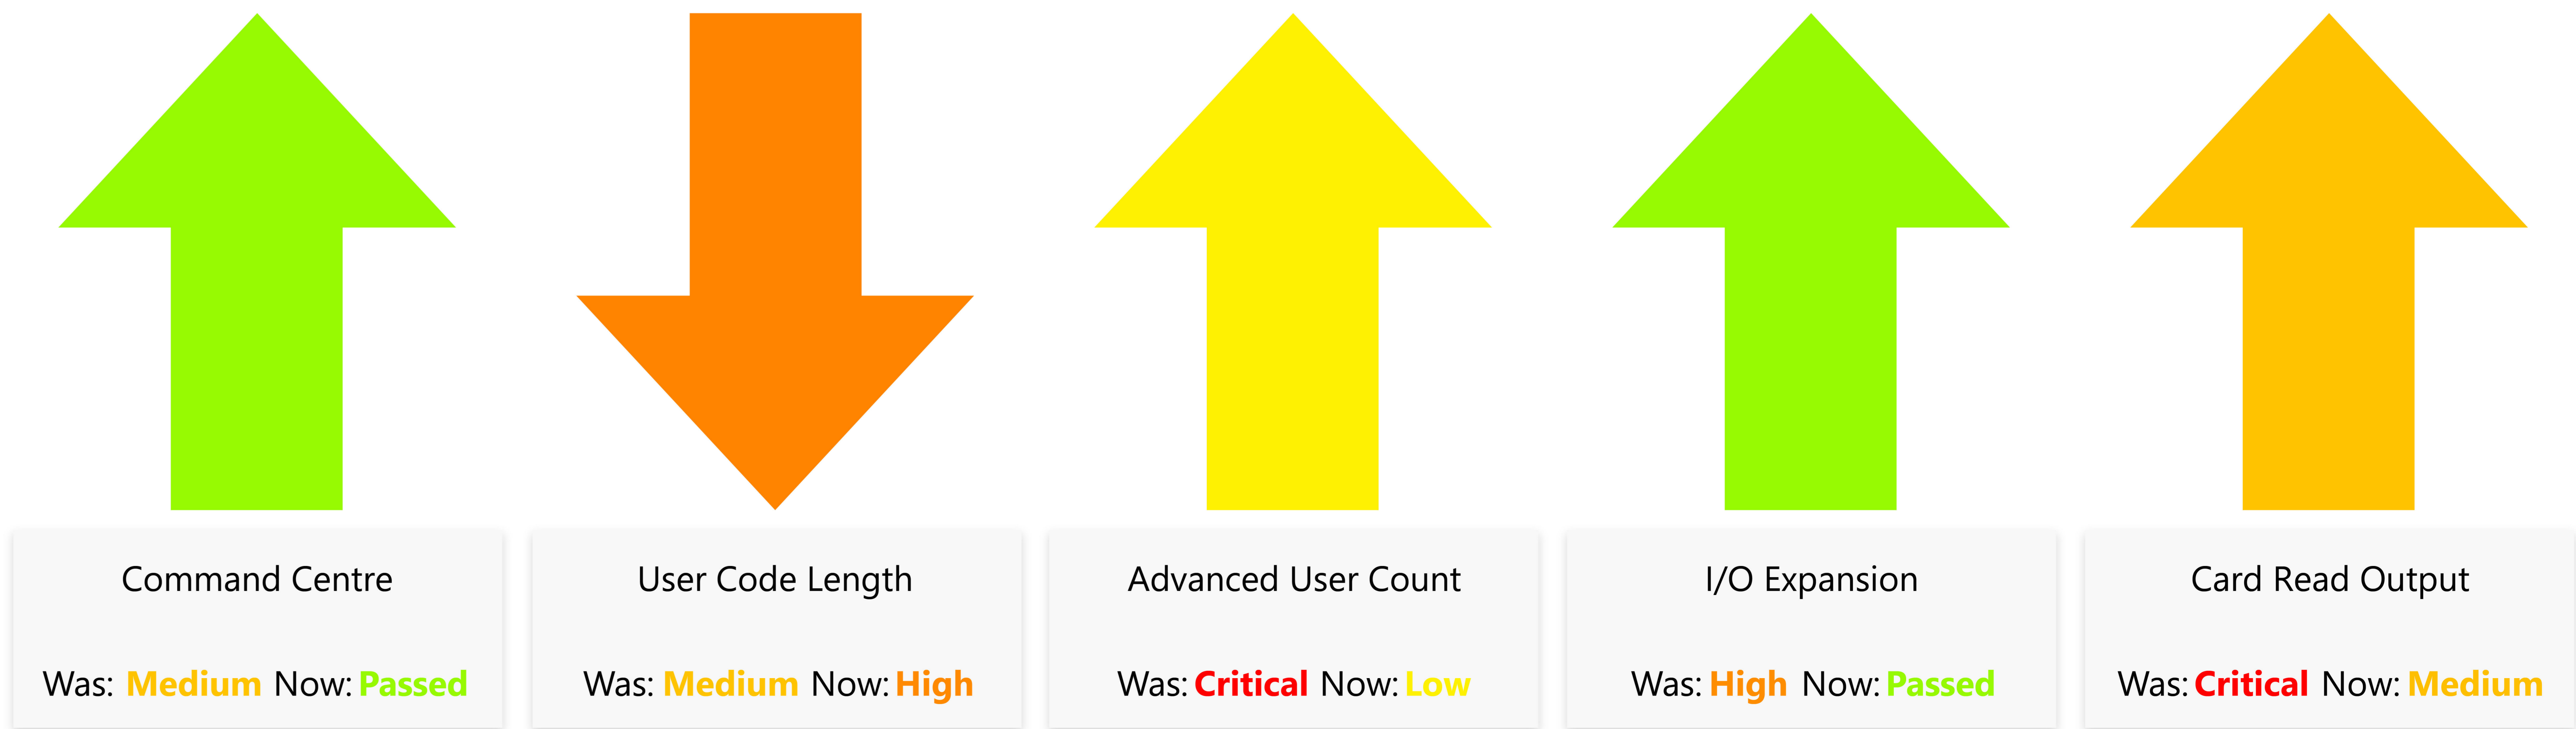 Command Centre
Was: Medium Now: Passed
User Code Length
Was: Medium Now: High
Advanced User Count
Was: Critical Now: Low
I/O Expansion
Was: High Now: Passed
Card Read Output
Was: Critical Now: Medium